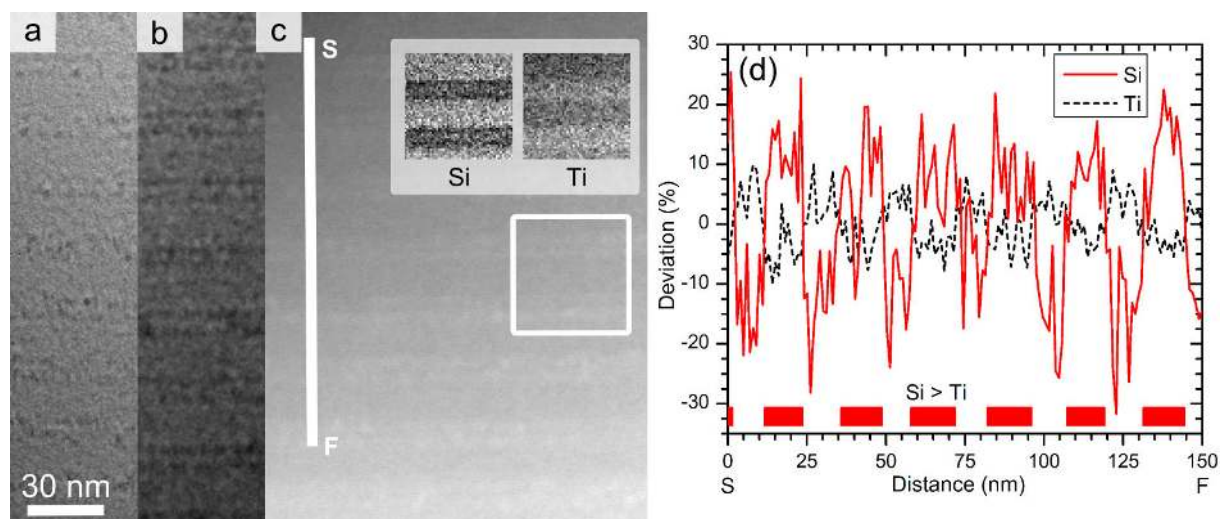 a
b
c
S
F
Si
Ti
30 nm
(d)
Si
Ti
Deviation (%)
30
20
10
0
-10
-20
-30
Si > Ti
0
25
50
75
100
125
150
S
Distance (nm)
F